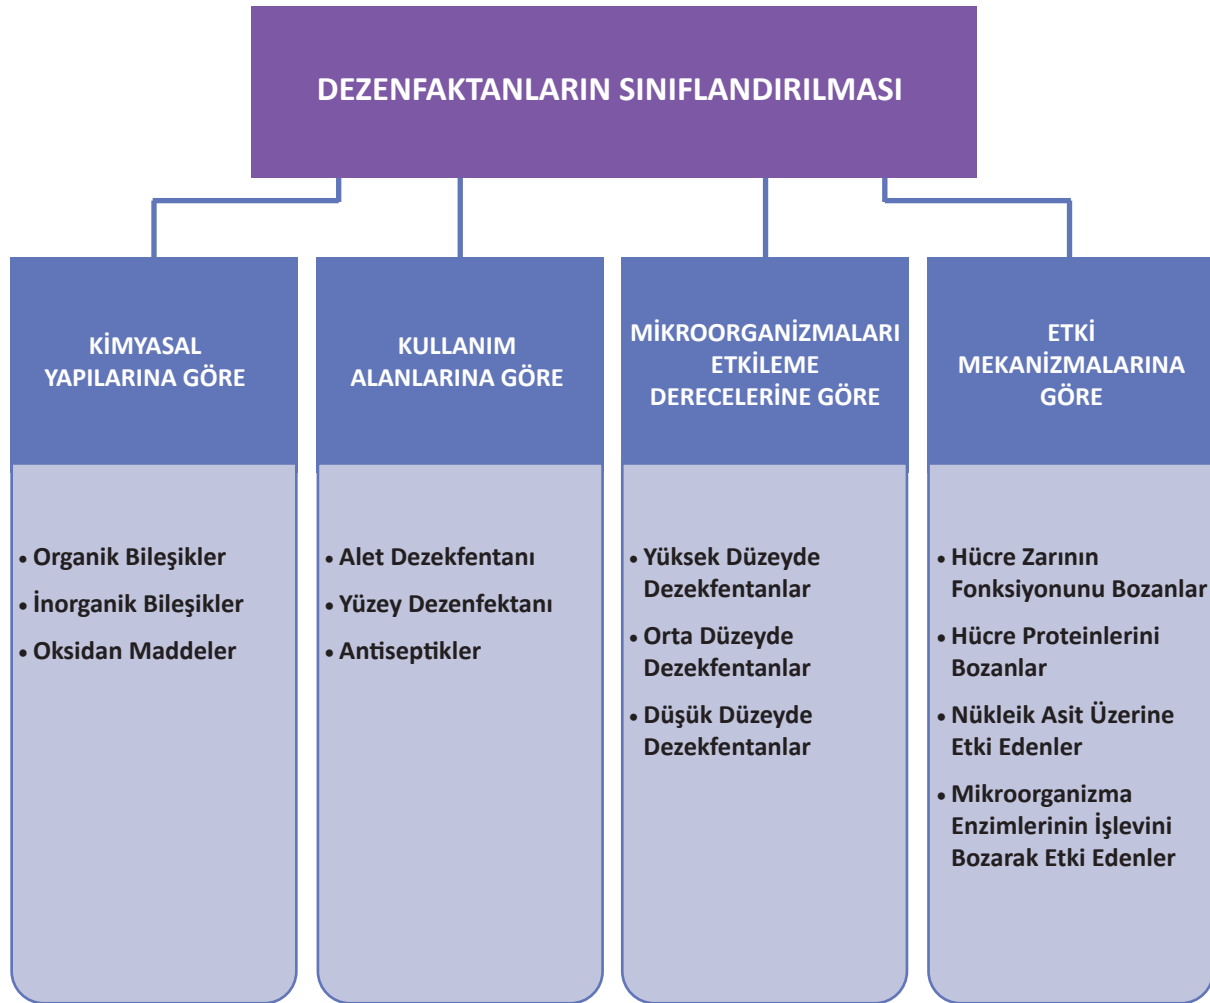 DEZENFAKTANLARIN SINIFLANDIRILMASI
KİMYASAL
YAPILARINA GÖRE
• Organik Bileşikler
• İnorganik Bileşikler
• Oksidan Maddeler
KULLANIM
ALANLARINA GÖRE
• Alet Dezekfentanı
• Yüzey Dezenfektanı
• Antiseptikler
MİKROORGANİZMALARI
ETKİLEME
DERECELERİNE GÖRE
• Yüksek Düzeyde
Dezekfentanlar
• Orta Düzeyde
Dezekfentanlar
• Düşük Düzeyde
Dezekfentanlar
ETKİ
MEKANİZMALARINA
GÖRE
• Hücre Zarının
Fonksiyonunu Bozanlar
• Hücre Proteinlerini
Bozanlar
• Nükleik Asit Üzerine
Etki Edenler
• Mikroorganizma
Enzimlerinin İşlevini
Bozarak Etki Edenler